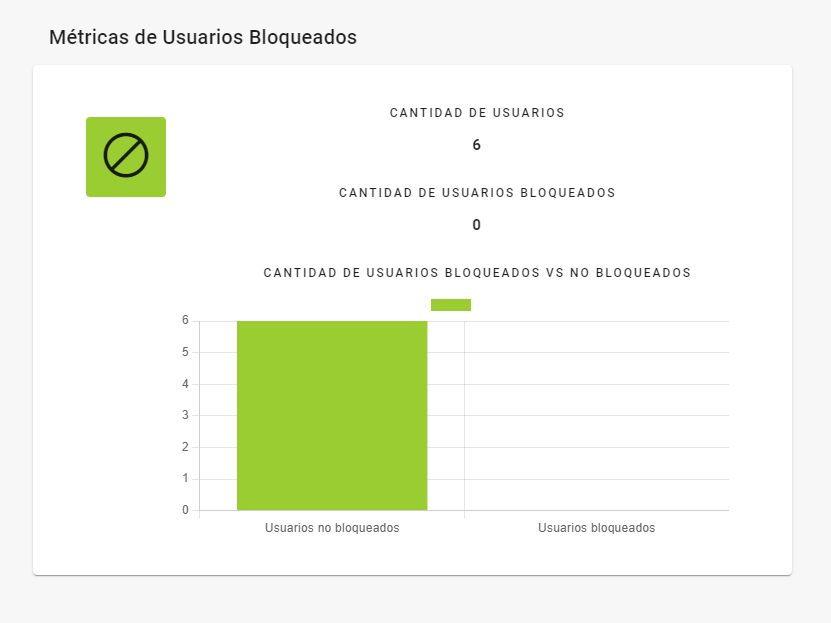 Métricas de Usuarios Bloqueados
CANTIDAD DE USUARIOS
6
CANTIDAD DE USUARIOS BLOQUEADOS
0
CANTIDAD DE USUARIOS BLOQUEADOS VS NO BLOQUEADOS
6
5
4
3
2
1
0
Usuarios no bloqueados
Usuarios bloqueados